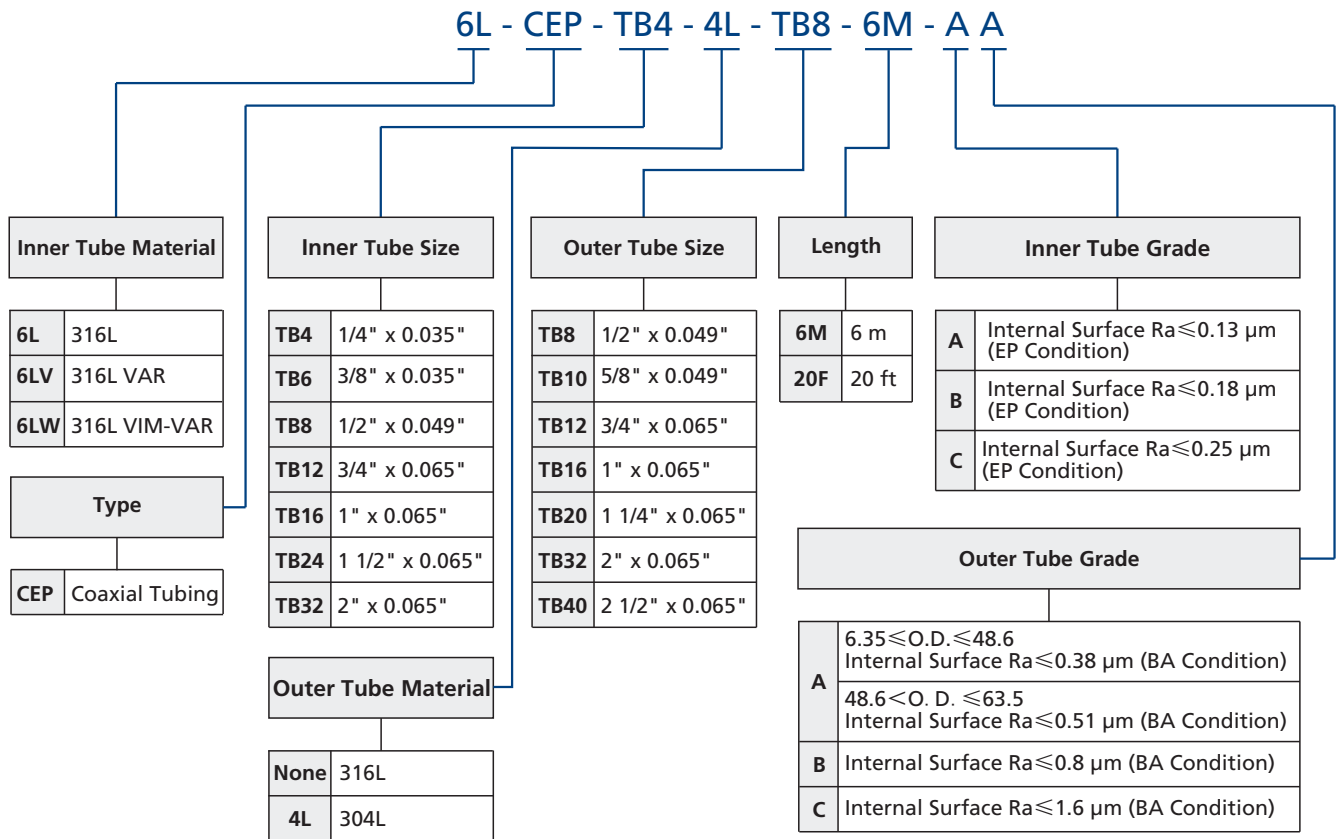 6L - CEP - TB4 - 4L - TB8 - 6M - A A
Inner Tube Material
6L 316L
6LV 316L VAR
6LW 316L VIM-VAR
Type
CEP Coaxial Tubing
Inner Tube Size
TB4 1/4" x 0.035"
TB6 3/8" x 0.035"
TB8 1/2" x 0.049"
TB12 3/4" x 0.065"
TB16 1" x 0.065"
TB24 1 1/2" x 0.065"
TB32 2" x 0.065"
Outer Tube Material
None 316L
4L 304L
Outer Tube Size
TB8 1/2" x 0.049"
TB10 5/8" x 0.049"
TB12 3/4" x 0.065"
TB16 1" x 0.065"
TB20 1 1/4" x 0.065"
TB32 2" x 0.065"
TB40 2 1/2" x 0.065"
Length
6M 6 m
20F 20 ft
Inner Tube Grade
A
Internal Surface Ra≤0.13 μm
(EP Condition)
B
Internal Surface Ra≤0.18 μm
(EP Condition)
C
Internal Surface Ra≤0.25 μm
(EP Condition)
Outer Tube Grade
A
6.35≤O.D.≤48.6
Internal Surface Ra≤0.38 μm (BA Condition)
48.6<O. D. ≤63.5
Internal Surface Ra≤0.51 μm (BA Condition)
B Internal Surface Ra≤0.8 μm (BA Condition)
C Internal Surface Ra≤1.6 μm (BA Condition)